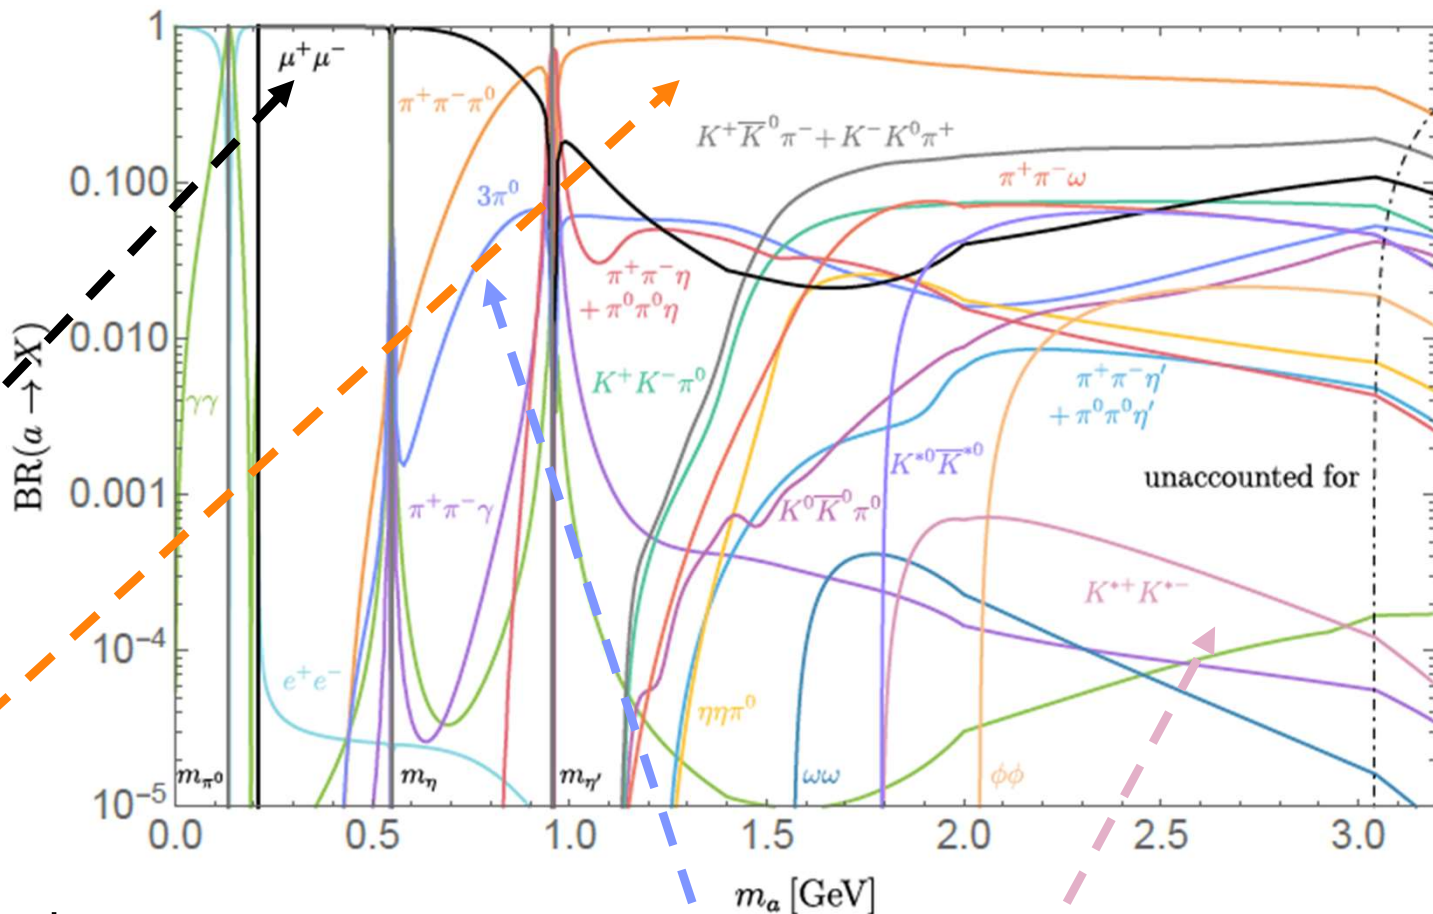 1
μ⁺μ⁻
π⁺π⁻π⁰
K⁺K̅⁰π⁻ + K⁻K⁰π⁺
0.100
3π⁰
π⁺π⁻ω
π⁺π⁻η
+ π⁰π⁰η
BR(a → X)
0.010
γγ
K⁺K⁻π⁰
π⁺π⁻η′
+ π⁰π⁰η′
K*⁰K̅*⁰
unaccounted for
0.001
π⁺π⁻γ
K⁰K̅⁰π⁰
K*⁺K*⁻
10⁻⁴
e⁺e⁻
ηηπ⁰
m_π⁰
m_η
m_η′
ωω
ϕϕ
10⁻⁵
0.0 0.5 1.0 1.5 2.0 2.5 3.0
mₐ [GeV]